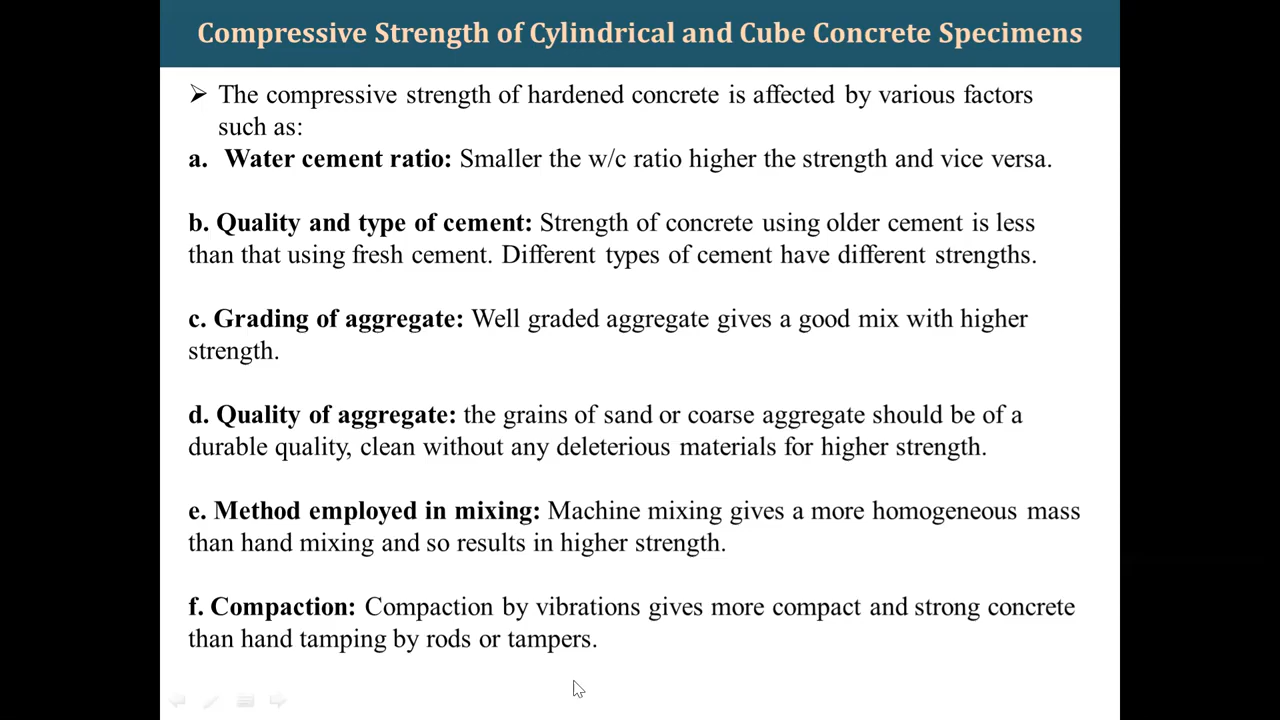 Compressive Strength of Cylindrical and Cube Concrete Specimens
➢ The compressive strength of hardened concrete is affected by various factors
such as:
a. Water cement ratio: Smaller the w/c ratio higher the strength and vice versa.
b. Quality and type of cement: Strength of concrete using older cement is less
than that using fresh cement. Different types of cement have different strengths.
c. Grading of aggregate: Well graded aggregate gives a good mix with higher
strength.
d. Quality of aggregate: the grains of sand or coarse aggregate should be of a
durable quality, clean without any deleterious materials for higher strength.
e. Method employed in mixing: Machine mixing gives a more homogeneous mass
than hand mixing and so results in higher strength.
f. Compaction: Compaction by vibrations gives more compact and strong concrete
than hand tamping by rods or tampers.